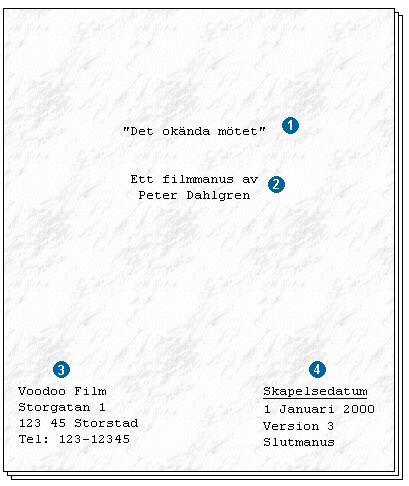 "Det okända mötet" 1
Ett filmmanus av
Peter Dahlgren 2
3
Voodoo Film
Storgatan 1
123 45 Storstad
Tel: 123-12345
4
Skapelsedatum
1 Januari 2000
Version 3
Slutmanus